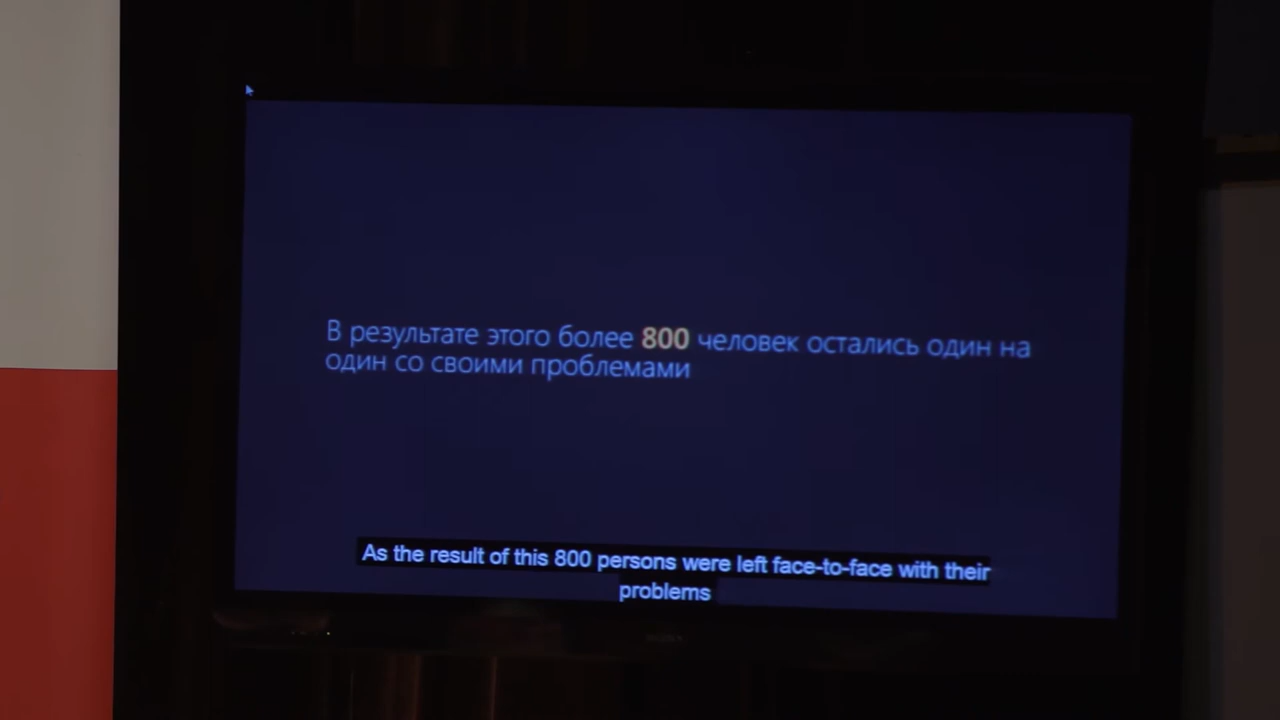 В результате этого более 800 человек остались один на
один со своими проблемами
As the result of this 800 persons were left face-to-face with their
problems